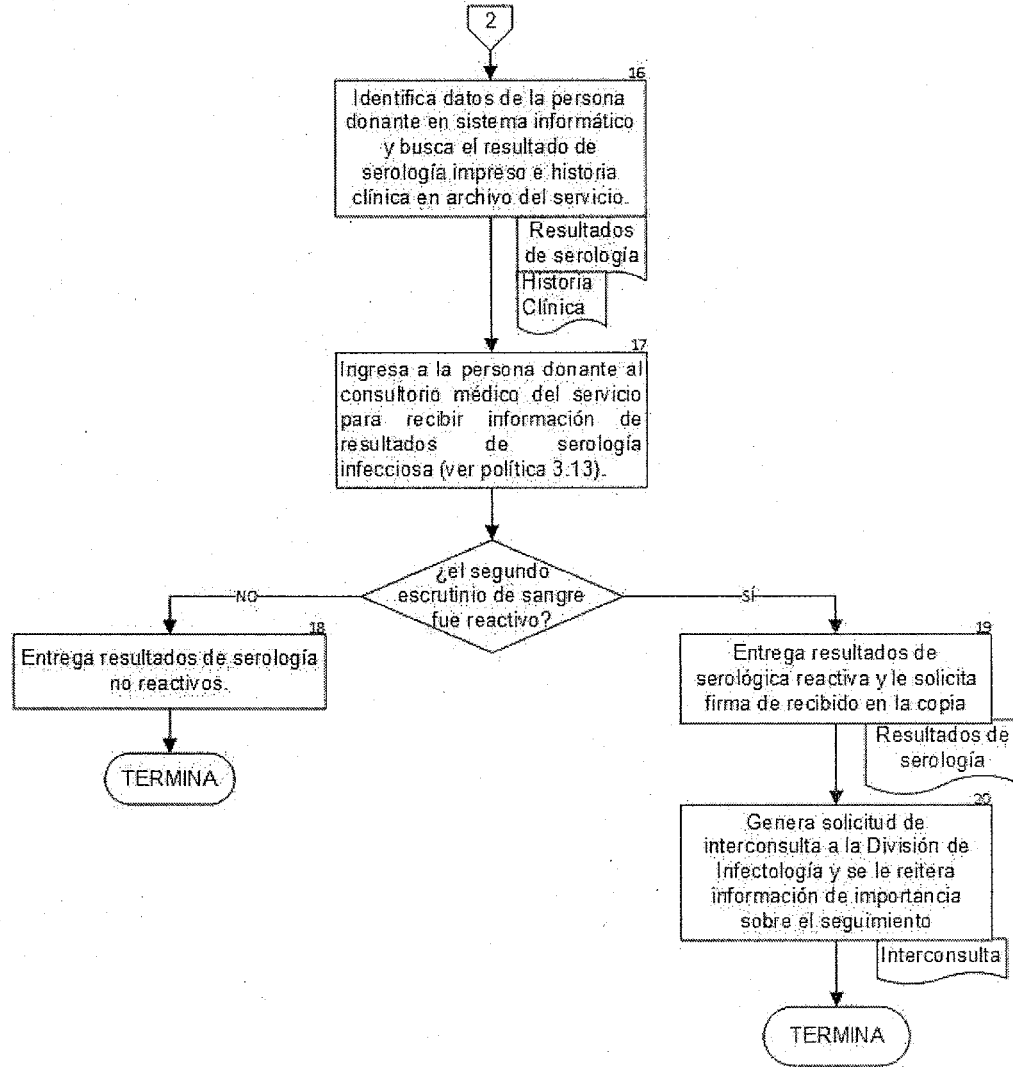 2
16
Identifica datos de la persona
donante en sistema informático
y busca el resultado de
serología impreso e historia
clínica en archivo del servicio.
Resultados
de serología
Historia
Clínica
17
Ingresa a la persona donante al
consultorio médico del servicio
para recibir información de
resultados de serología
infecciosa (ver política 3.13).
¿el segundo
escrutinio de sangre
fue reactivo?
NO
SÍ
18
Entrega resultados de serología
no reactivos.
TERMINA
19
Entrega resultados de
serológica reactiva y le solicita
firma de recibido en la copia
Resultados de
serología
20
Genera solicitud de
interconsulta a la División de
Infectología y se le reitera
información de importancia
sobre el seguimiento
Interconsulta
TERMINA